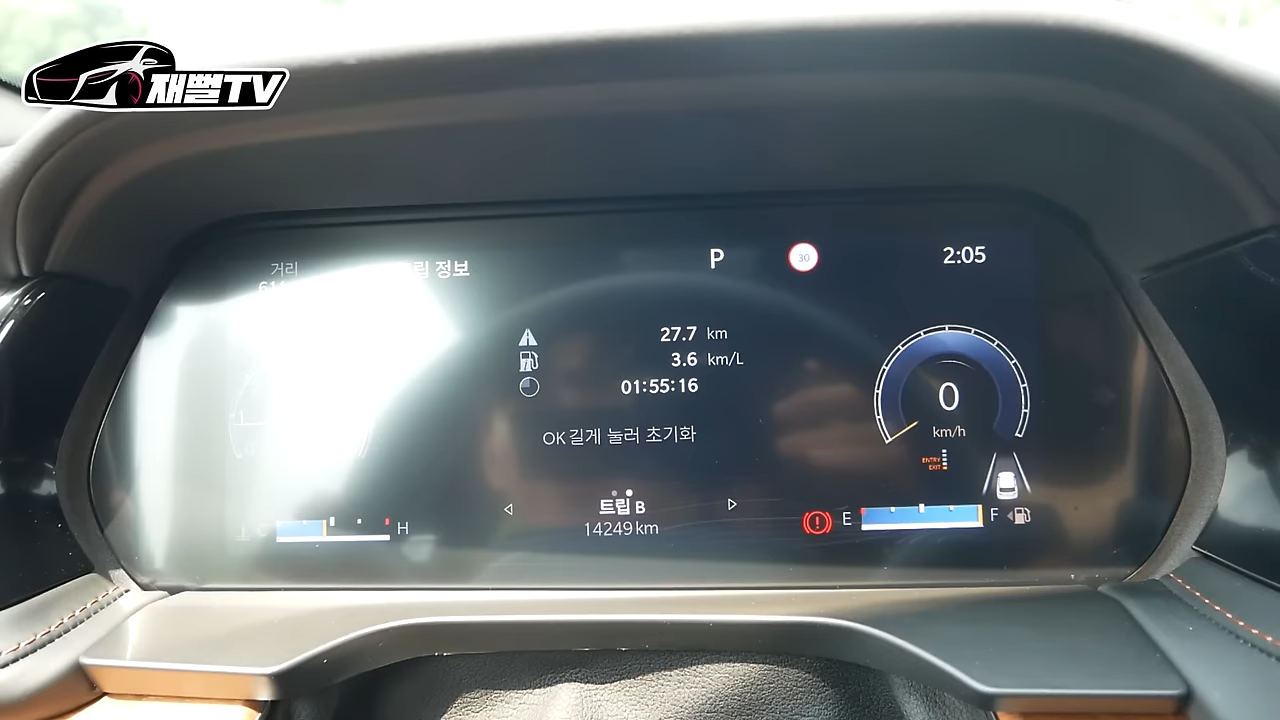 재뻘TV
거리
정보
P
30
2:05
27.7 km
3.6 km/L
01:55:16
OK 길게 눌러 초기화
0
km/h
ENTRY
EXIT
트립 B
14249 km
C H
E F